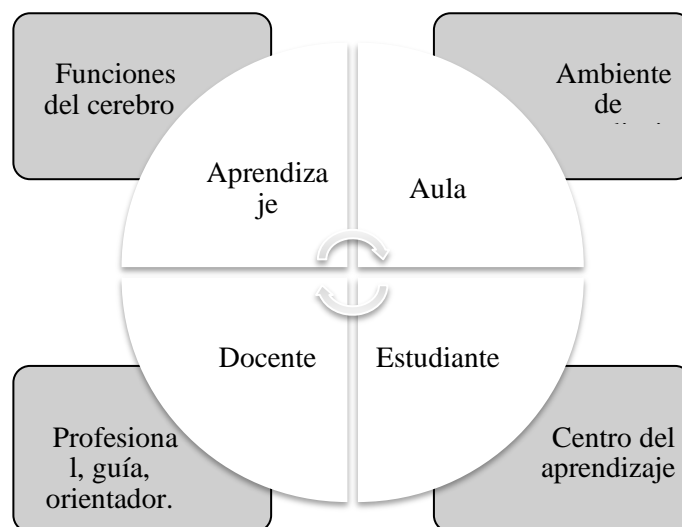 Funciones
del cerebro
Ambiente
de
Aprendiza
je
Aula
Docente
Estudiante
Profesiona
l, guía,
orientador.
Centro del
aprendizaje